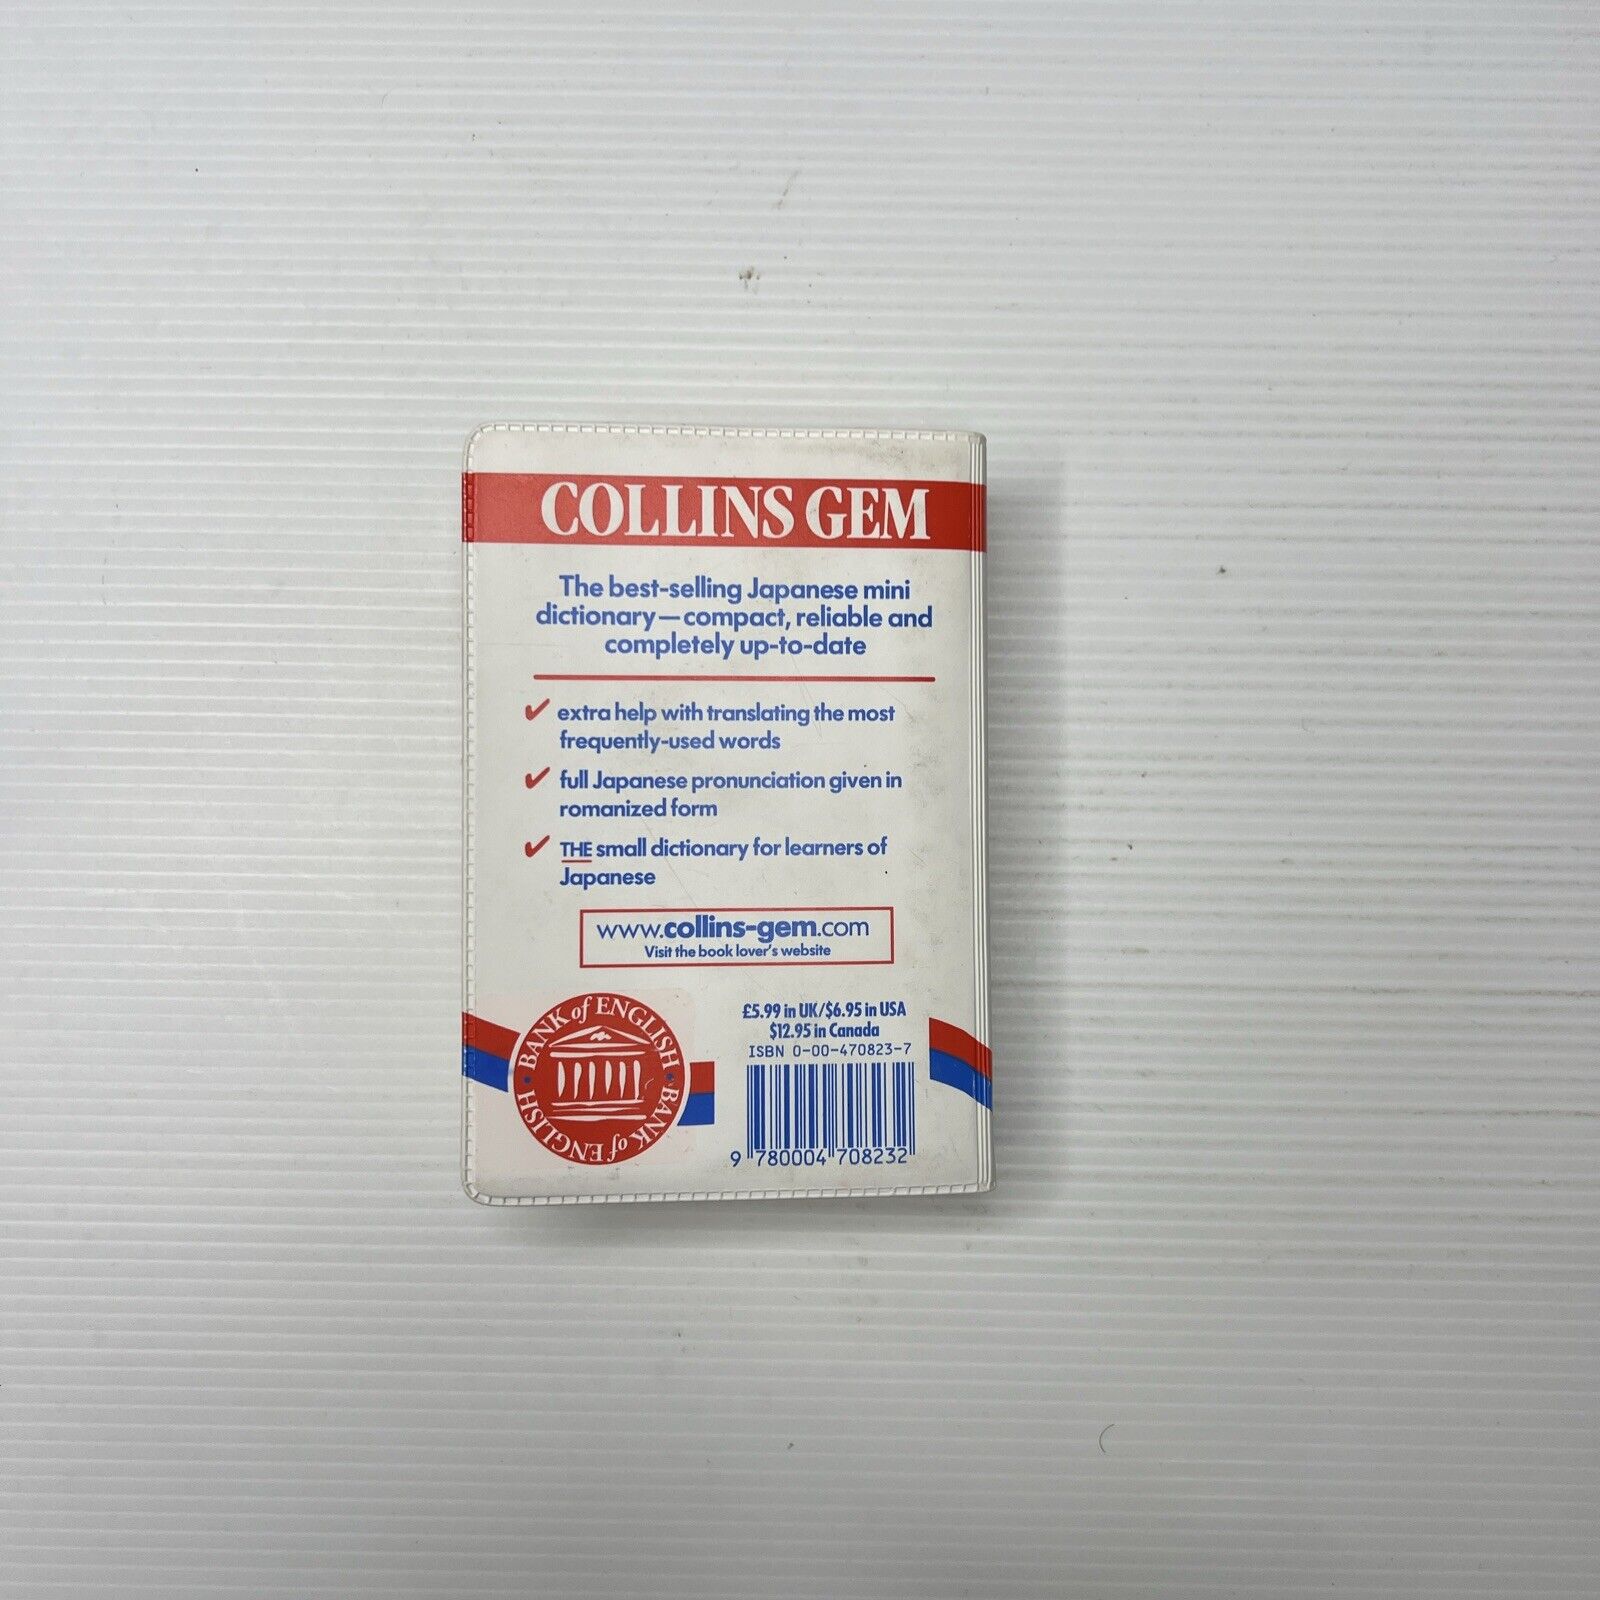 COLLINS GEM
The best-selling Japanese mini
dictionary—compact, reliable and
completely up-to-date
extra help with translating the most
frequently-used words
full Japanese pronunciation given in
romanized form
THE small dictionary for learners of
Japanese
www.collins-gem.com
Visit the book lover's website
BANK of ENGLISH • BANK of ENGLISH •
£5.99 in UK/$6.95 in USA
$12.95 in Canada
ISBN 0-00-470823-7
9 780004 708232